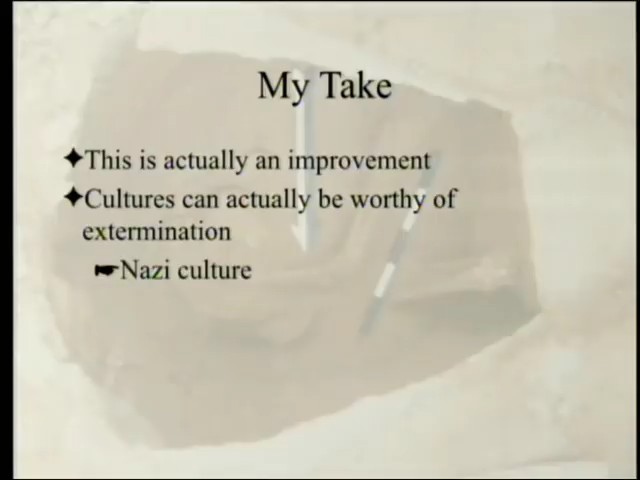 My Take
✦This is actually an improvement
✦Cultures can actually be worthy of
extermination
☛Nazi culture